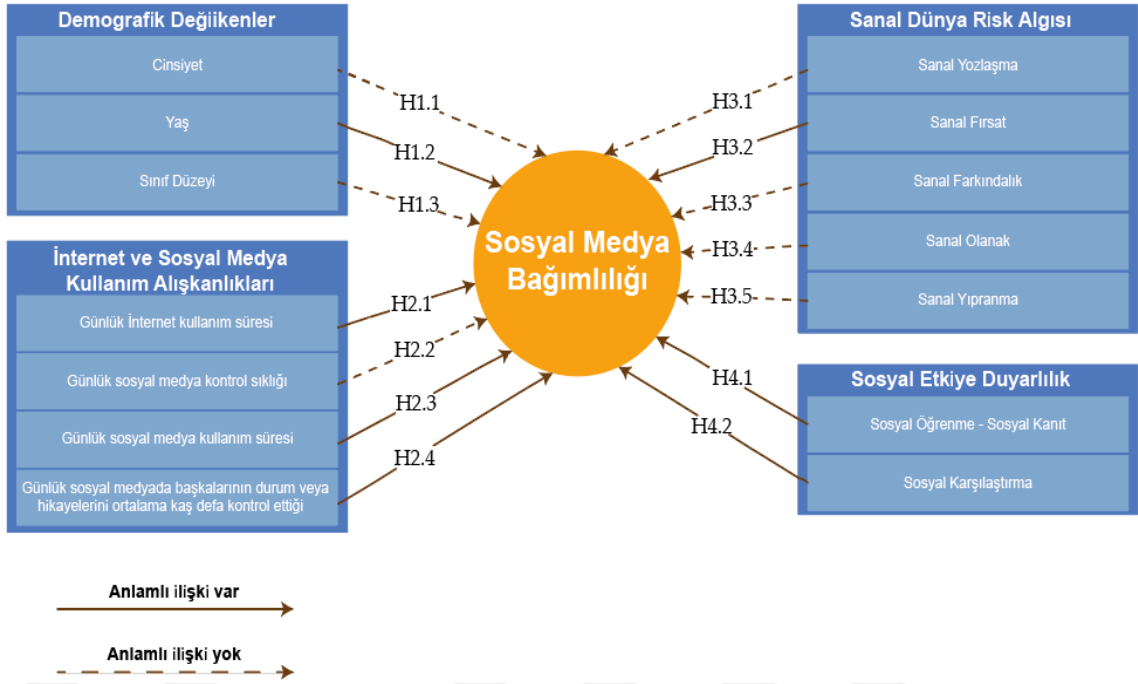 Demografik Değiikenler
Cinsiyet
Yaş
Sınıf Düzeyi
H1.1
H1.2
H1.3
İnternet ve Sosyal Medya
Kullanım Alışkanlıkları
Günlük İnternet kullanım süresi
Günlük sosyal medya kontrol sıklığı
Günlük sosyal medya kullanım süresi
Günlük sosyal medyada başkalarının durum veya
hikayelerini ortalama kaş defa kontrol ettiği
H2.1
H2.2
H2.3
H2.4
Sosyal Medya
Bağımlılığı
Sanal Dünya Risk Algısı
Sanal Yozlaşma
Sanal Fırsat
Sanal Farkındalık
Sanal Olanak
Sanal Yıpranma
H3.1
H3.2
H3.3
H3.4
H3.5
Sosyal Etkiye Duyarlılık
Sosyal Öğrenme - Sosyal Kanıt
Sosyal Karşılaştırma
H4.1
H4.2
Anlamlı ilişki var
Anlamlı ilişki yok